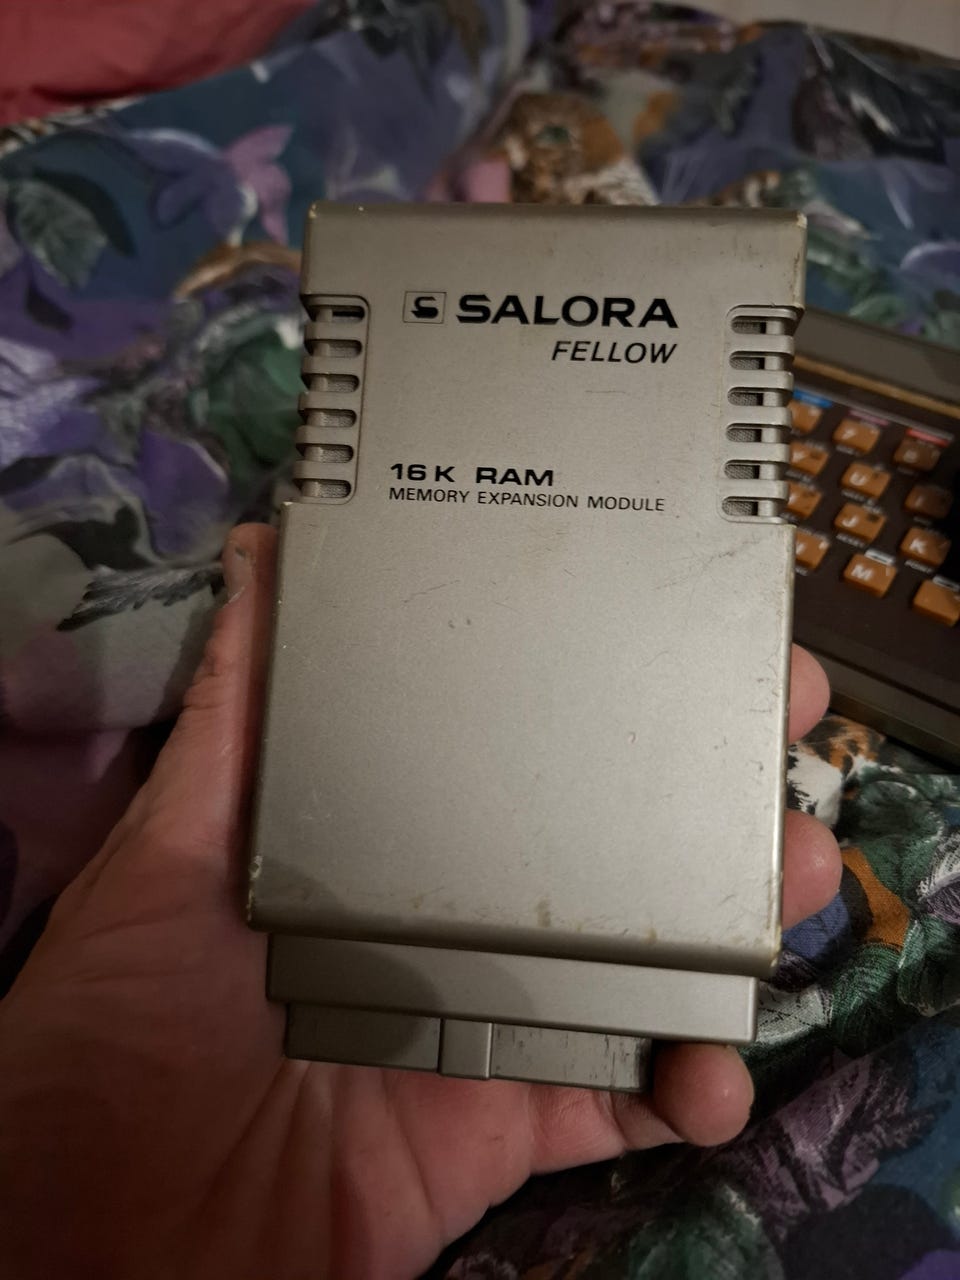 SALORA
FELLOW
16K RAM
MEMORY EXPANSION MODULE
U
J
K
M